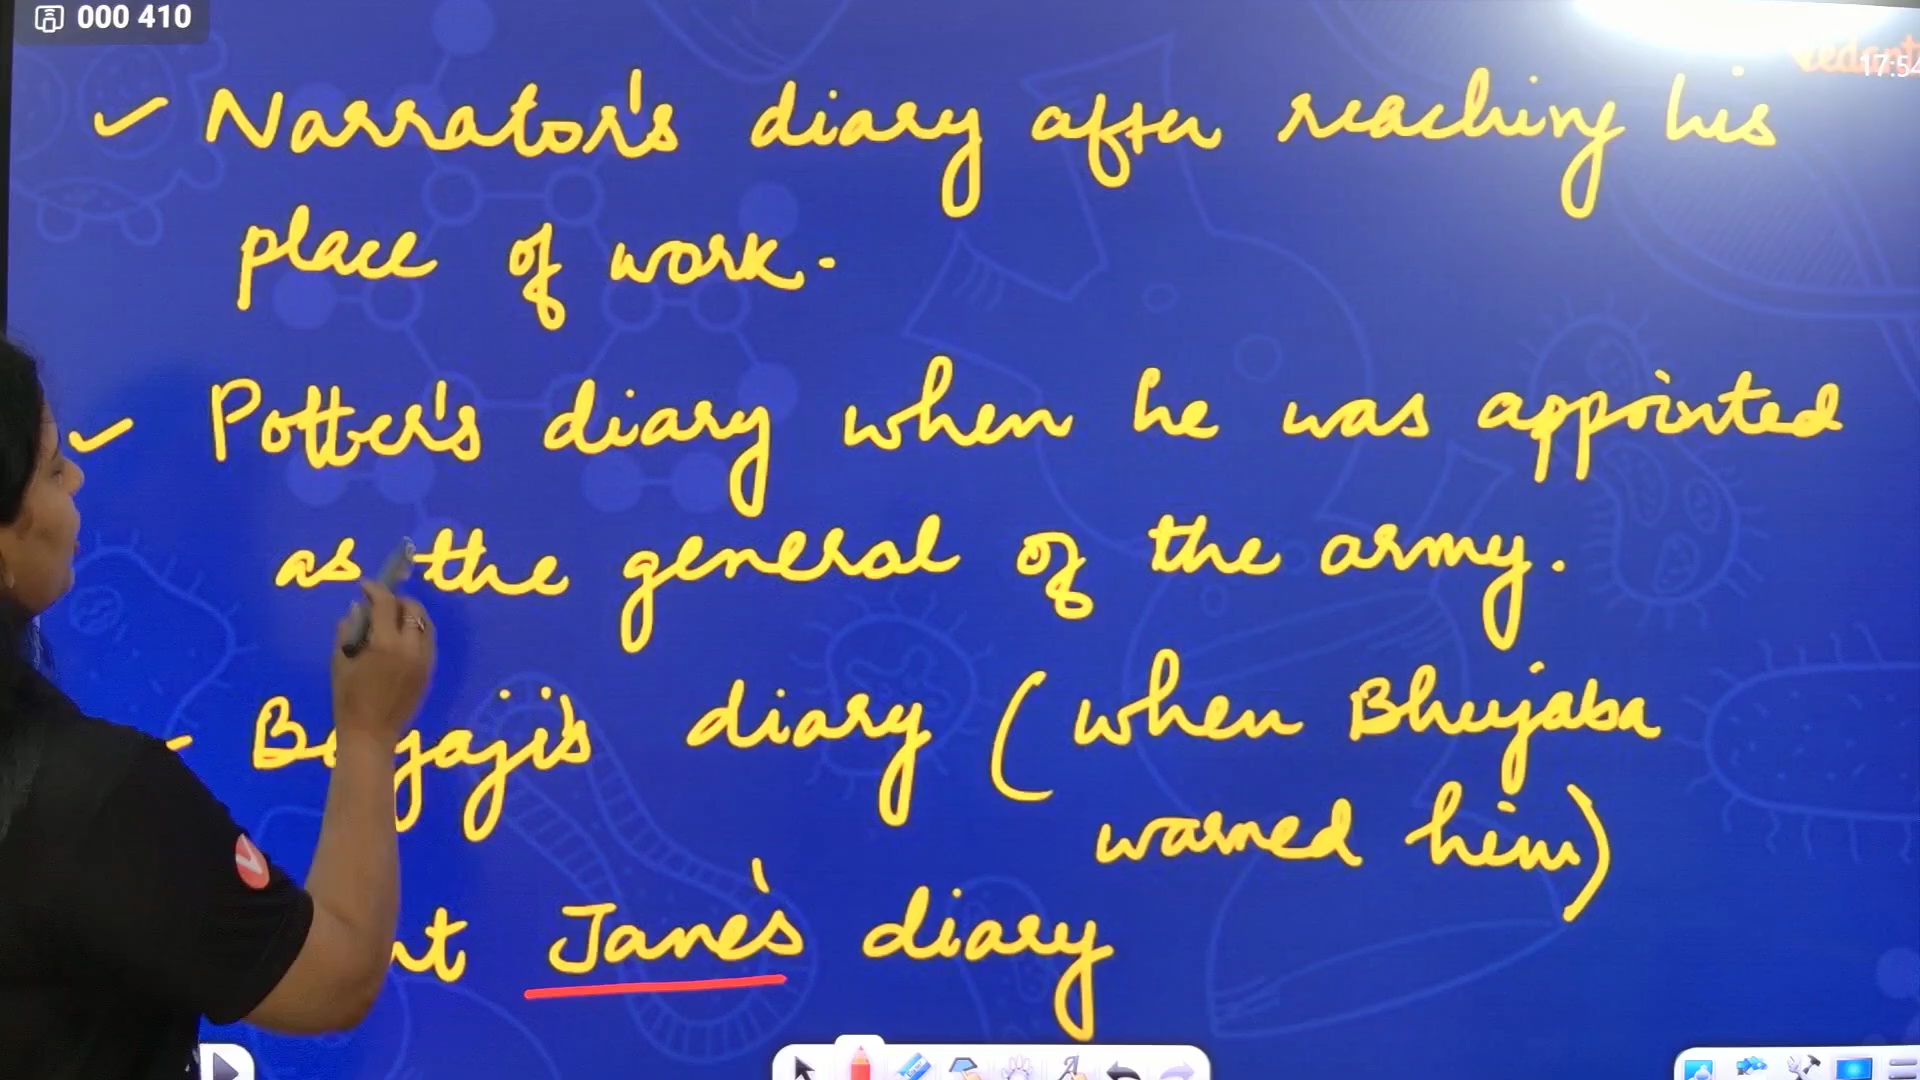 000 410
17:54
✓ Narrator's diary after reaching his
place of work.
✓ Potter's diary when he was appointed
as the general of the army.
- diary (when Bhujaba
warned him)
Jane's diary